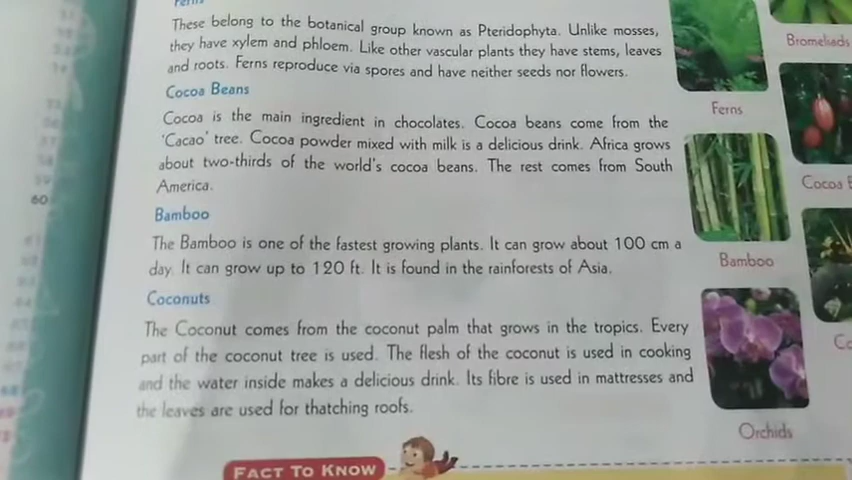 Ferns
These belong to the botanical group known as Pteridophyta. Unlike mosses,
they have xylem and phloem. Like other vascular plants they have stems, leaves
and roots. Ferns reproduce via spores and have neither seeds nor flowers.
Cocoa Beans
Cocoa is the main ingredient in chocolates. Cocoa beans come from the
'Cacao' tree. Cocoa powder mixed with milk is a delicious drink. Africa grows
about two-thirds of the world's cocoa beans. The rest comes from South
America.
Bamboo
The Bamboo is one of the fastest growing plants. It can grow about 100 cm a
day. It can grow up to 120 ft. It is found in the rainforests of Asia.
Coconuts
The Coconut comes from the coconut palm that grows in the tropics. Every
part of the coconut tree is used. The flesh of the coconut is used in cooking
and the water inside makes a delicious drink. Its fibre is used in mattresses and
the leaves are used for thatching roofs.
FACT TO KNOW
Bromeliads
Ferns
Cocoa
Bamboo
Orchids
60